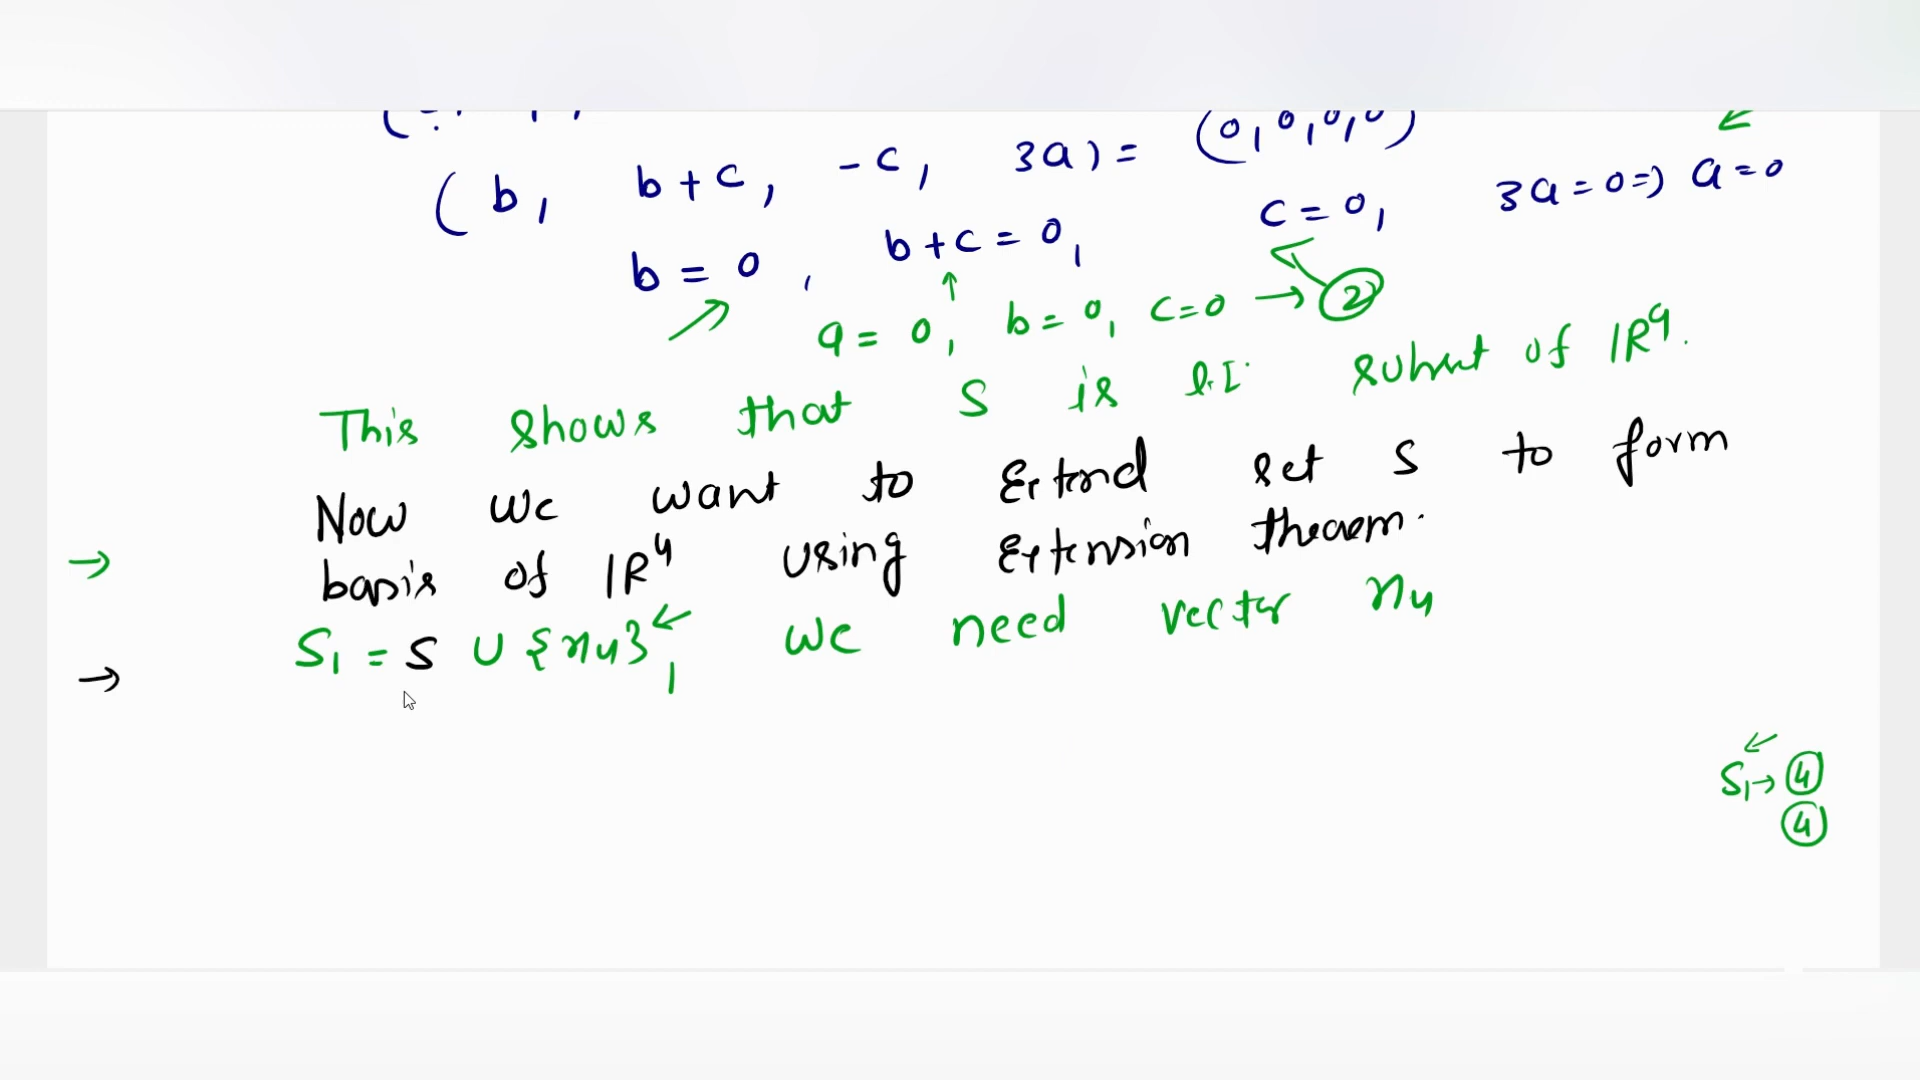 (b, b+c, -c, 3a) = (0,0,0,0)
b = 0, b+c = 0, c = 0, 3a = 0 => a = 0
a = 0, b = 0, c = 0 → 2
This shows that S is L.I. subset of IR4.
Now we want to Extend set S to form
→ basis of IR4 using Extension theorem.
→ S1 = S ∪ {x4}, we need vector x4
S1 → 4
4